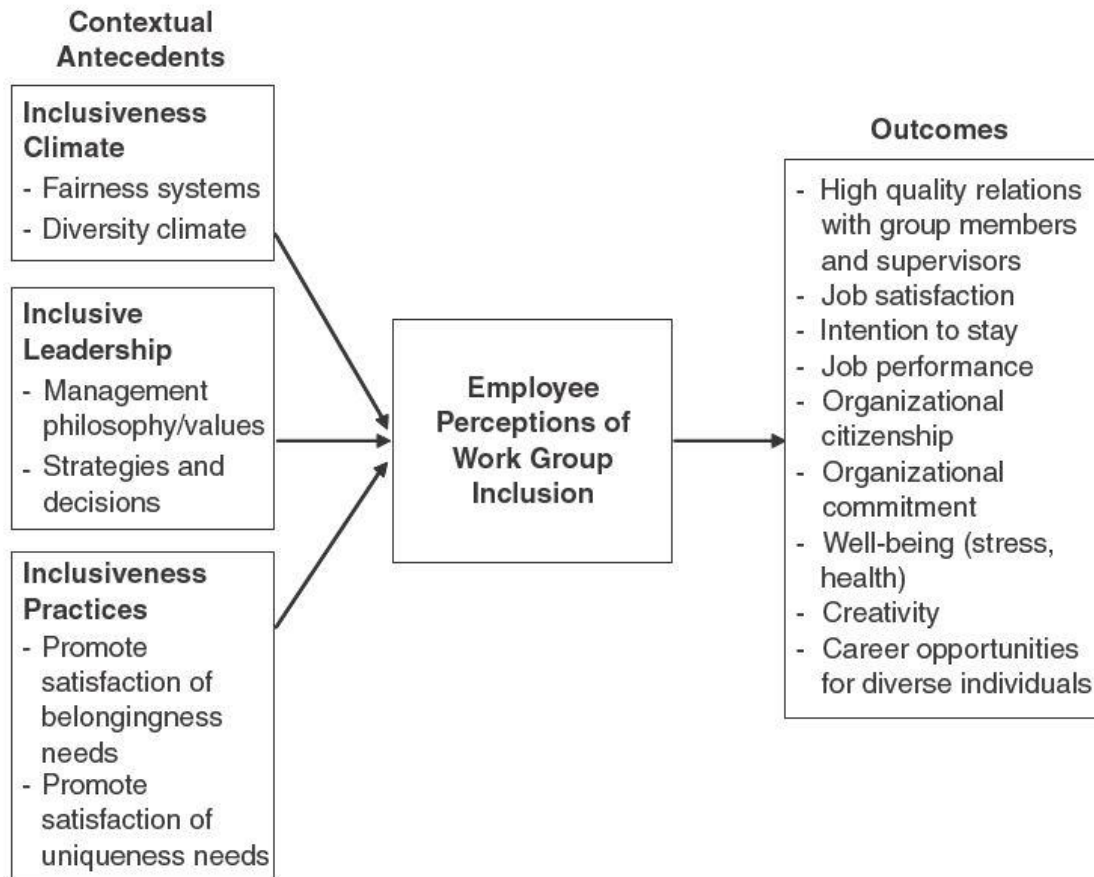 Contextual
Antecedents
Inclusiveness
Climate
- Fairness systems
- Diversity climate
Inclusive
Leadership
- Management
philosophy/values
- Strategies and
decisions
Inclusiveness
Practices
- Promote
satisfaction of
belongingness
needs
- Promote
satisfaction of
uniqueness needs
Employee
Perceptions of
Work Group
Inclusion
Outcomes
- High quality relations
with group members
and supervisors
- Job satisfaction
- Intention to stay
- Job performance
- Organizational
citizenship
- Organizational
commitment
- Well-being (stress,
health)
- Creativity
- Career opportunities
for diverse individuals